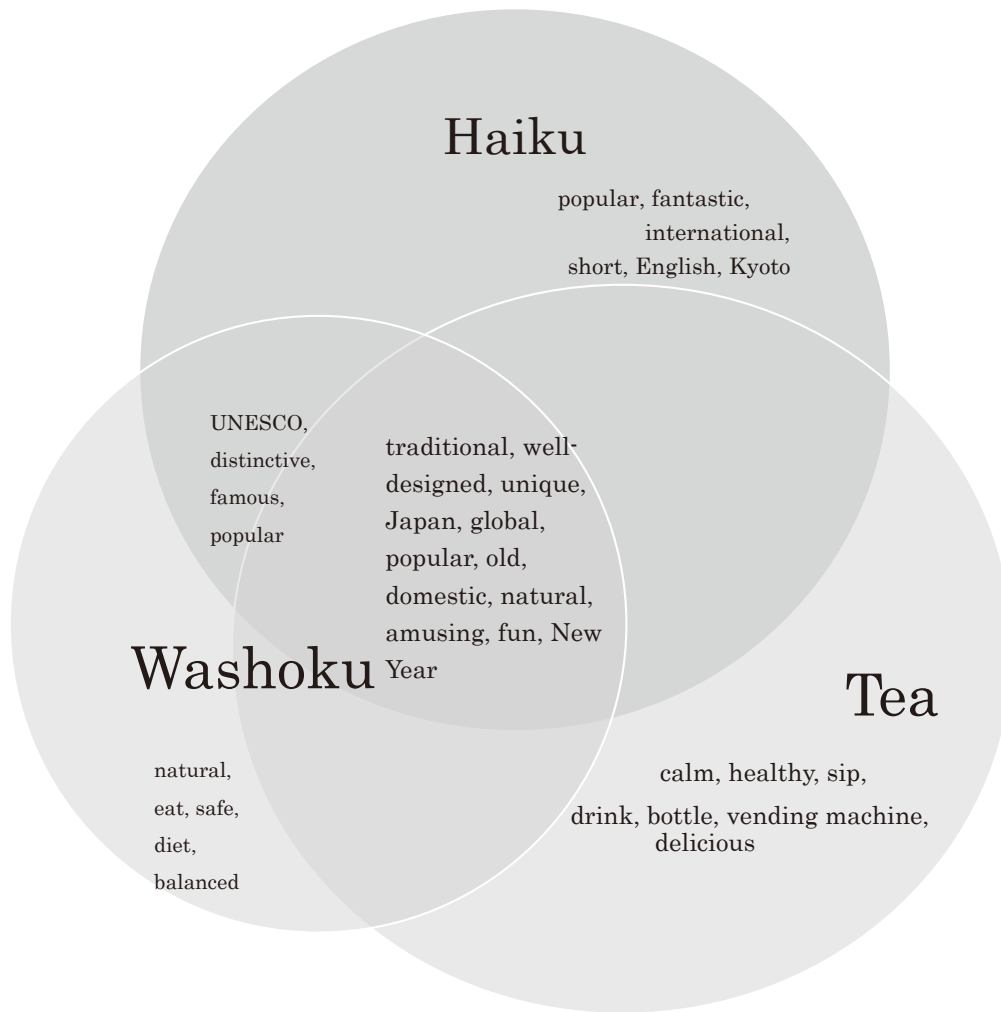 Haiku
popular, fantastic,
international,
short, English, Kyoto
UNESCO,
distinctive,
famous,
popular
traditional, well-
designed, unique,
Japan, global,
popular, old,
domestic, natural,
amusing, fun, New
Year
Washoku
natural,
eat, safe,
diet,
balanced
Tea
calm, healthy, sip,
drink, bottle, vending machine,
delicious